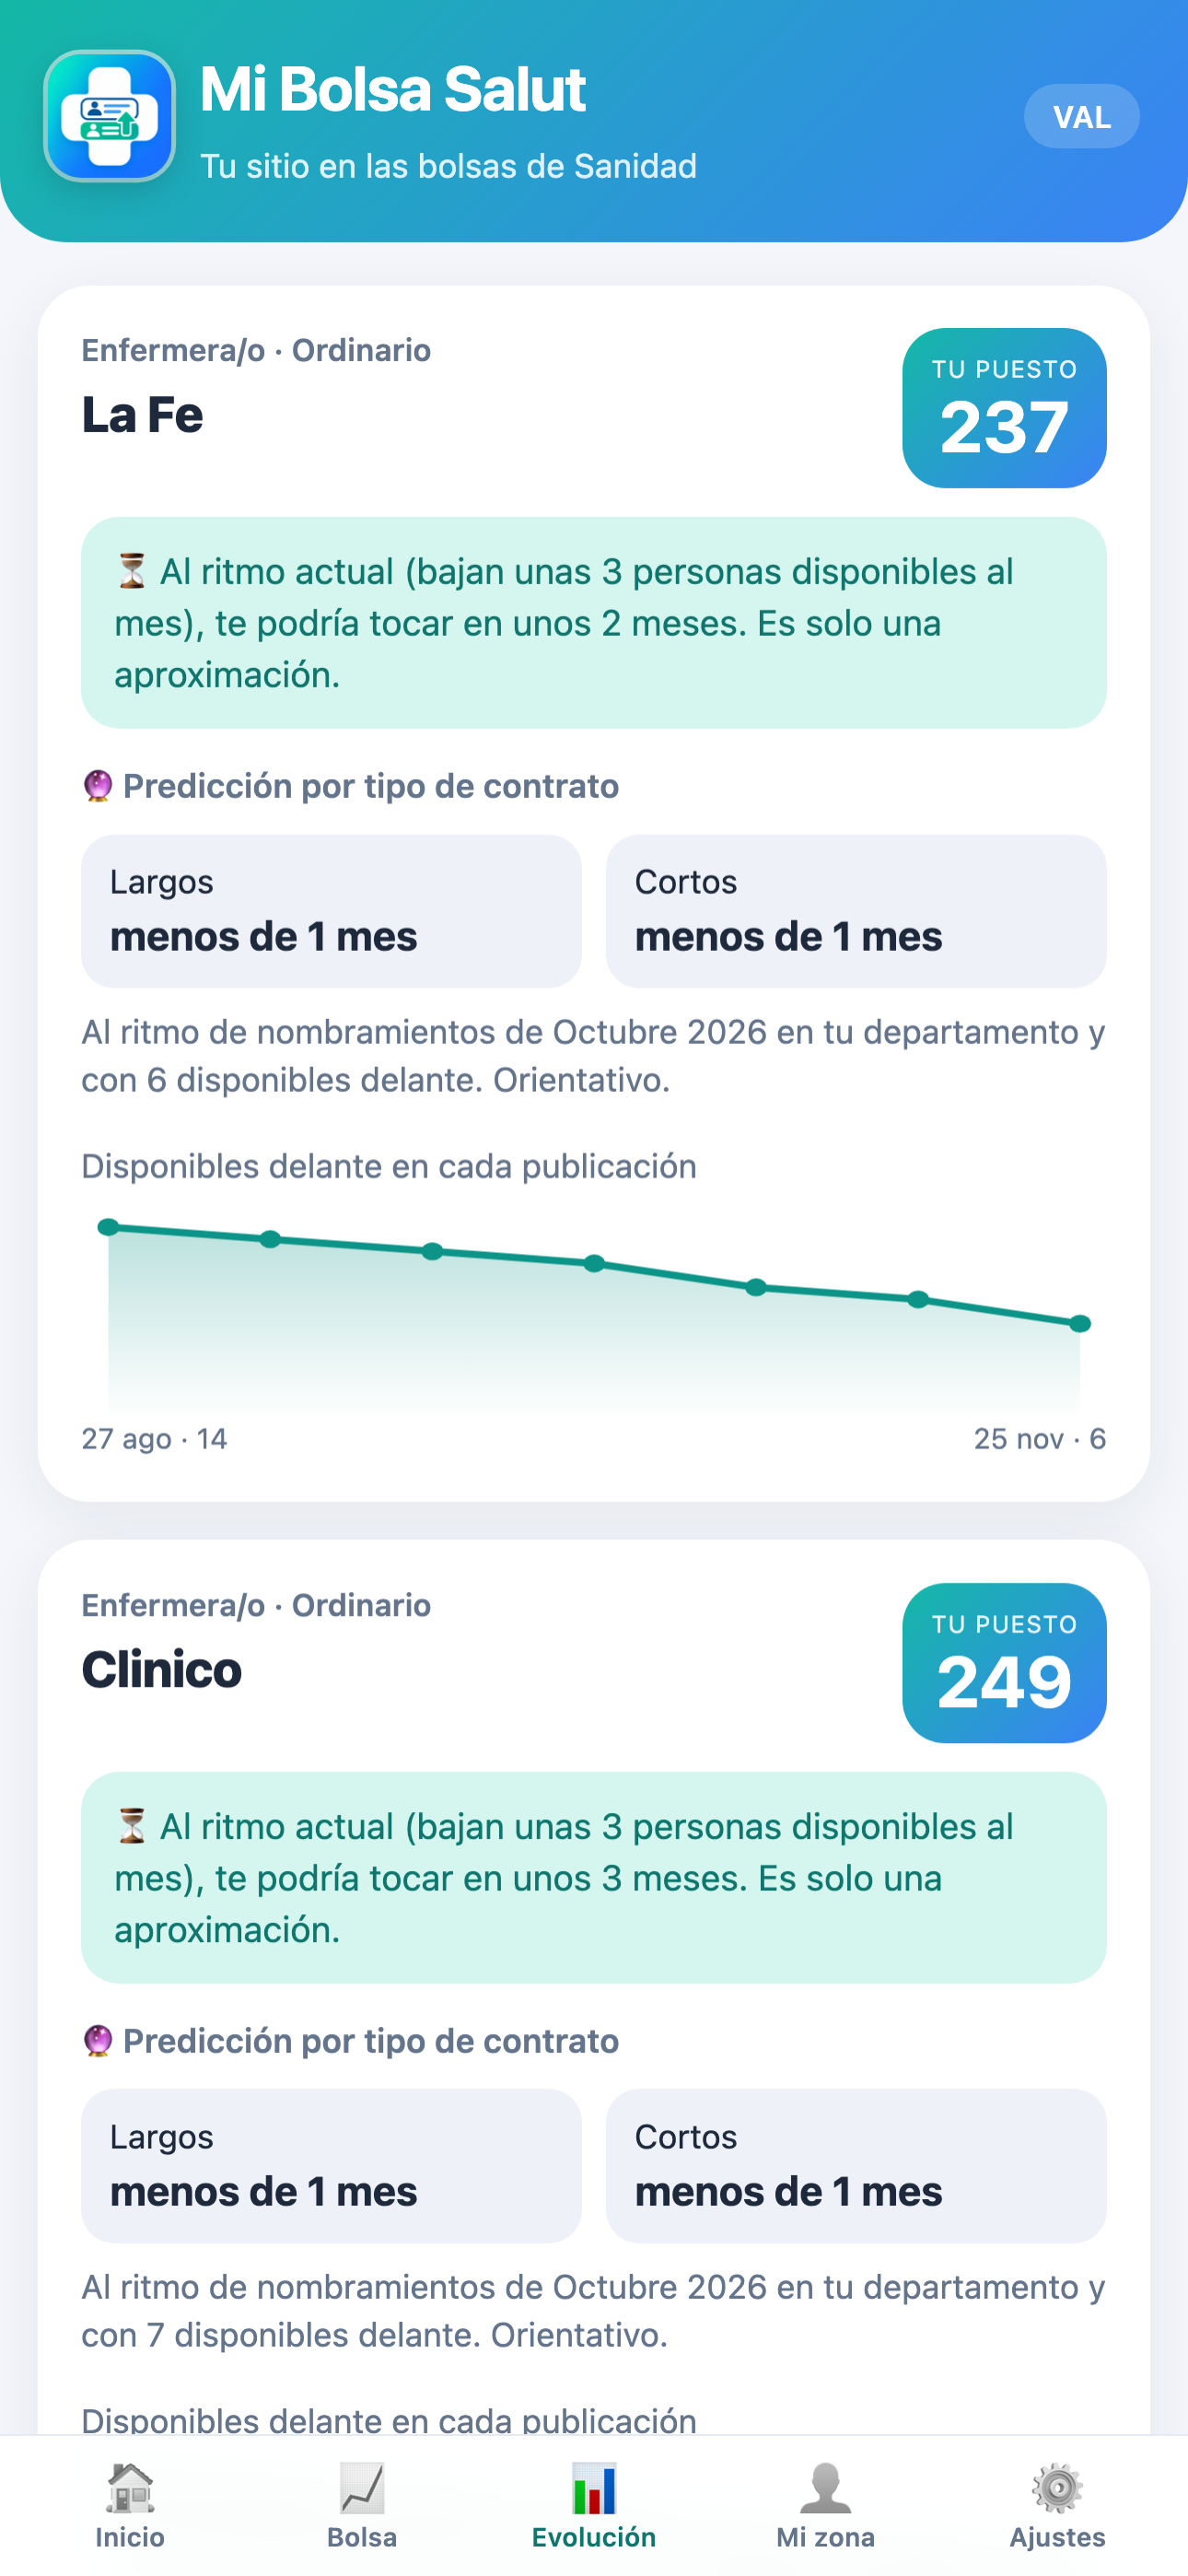 Mi Bolsa Salut
Tu sitio en las bolsas de Sanidad
VAL
Enfermera/o · Ordinario
La Fe
TU PUESTO
237
⏳ Al ritmo actual (bajan unas 3 personas disponibles al
mes), te podría tocar en unos 2 meses. Es solo una
aproximación.
🔮 Predicción por tipo de contrato
Largos
menos de 1 mes
Cortos
menos de 1 mes
Al ritmo de nombramientos de Octubre 2026 en tu departamento y
con 6 disponibles delante. Orientativo.
Disponibles delante en cada publicación
27 ago · 14
25 nov · 6
Enfermera/o · Ordinario
Clinico
TU PUESTO
249
⏳ Al ritmo actual (bajan unas 3 personas disponibles al
mes), te podría tocar en unos 3 meses. Es solo una
aproximación.
🔮 Predicción por tipo de contrato
Largos
menos de 1 mes
Cortos
menos de 1 mes
Al ritmo de nombramientos de Octubre 2026 en tu departamento y
con 7 disponibles delante. Orientativo.
Disponibles delante en cada publicación
Inicio
Bolsa
Evolución
Mi zona
Ajustes